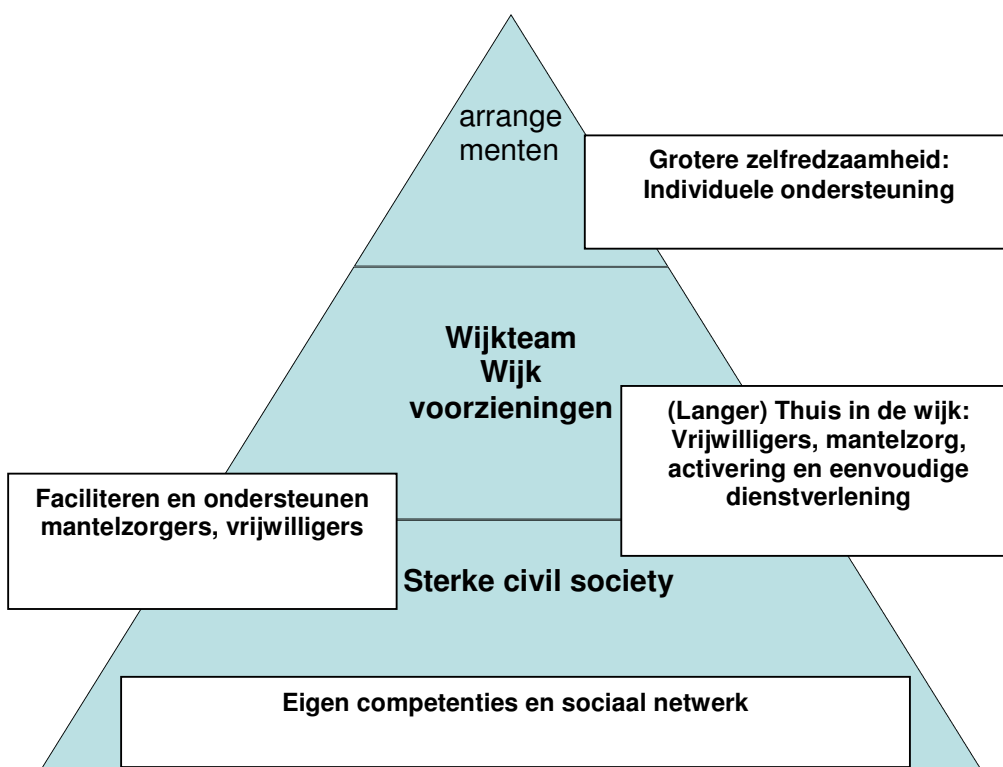 arrange
menten
Grotere zelfredzaamheid:
Individuele ondersteuning
Wijkteam
Wijk
voorzieningen
(Langer) Thuis in de wijk:
Vrijwilligers, mantelzorg,
activering en eenvoudige
dienstverlening
Faciliteren en ondersteunen
mantelzorgers, vrijwilligers
Sterke civil society
Eigen competenties en sociaal netwerk